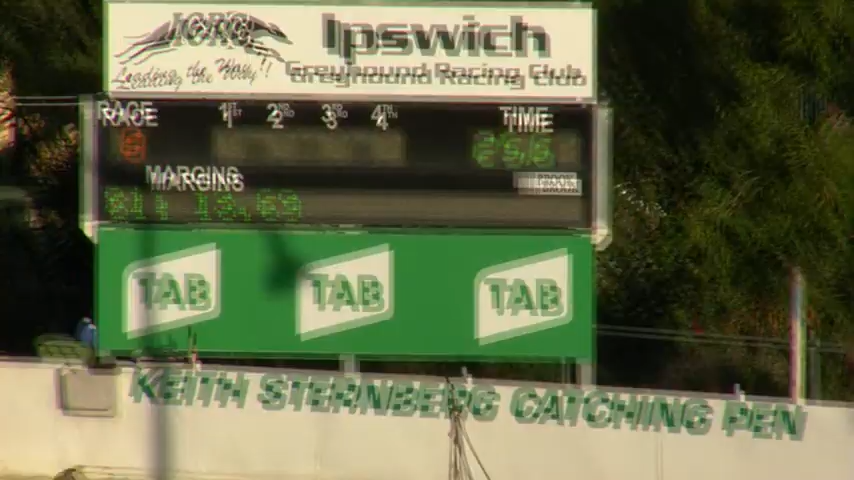 IGRC Ipswich
Leading the Way!! Greyhound Racing Club
RACE 1ST 2ND 3RD 4TH TIME
MARGINS
TAB TAB TAB
KEITH STERNBERG CATCHING PEN